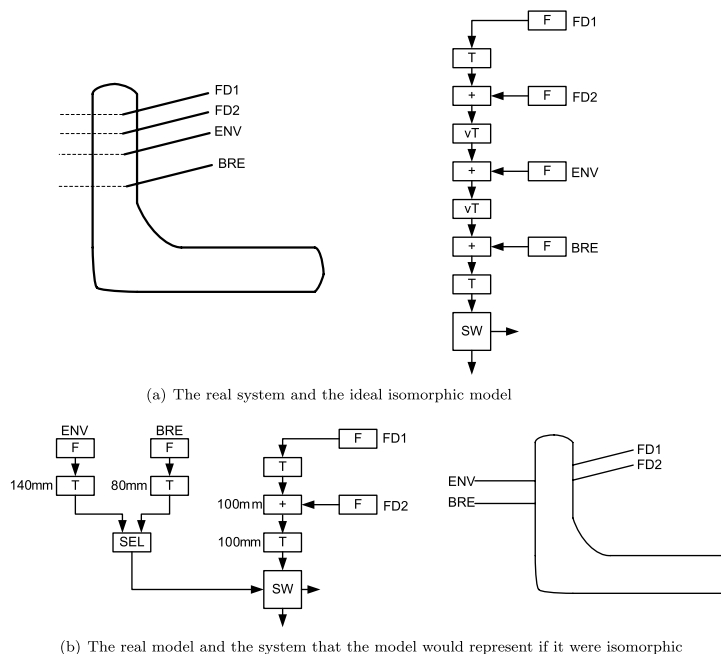 FD1
FD2
ENV
BRE
F FD1
T
+ F FD2
vT
+ F ENV
vT
+ F BRE
T
SW
(a) The real system and the ideal isomorphic model
ENV BRE
F F
140mm T 80mm T
SEL
F FD1
T
100mm + F FD2
100mm T
SW
FD1
FD2
ENV
BRE
(b) The real model and the system that the model would represent if it were isomorphic